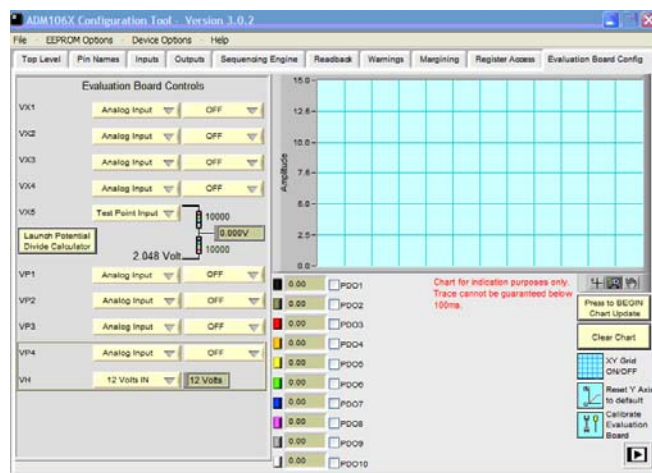 ADM106X Configuration Tool - Version 3.0.2
File EEPROM Options Device Options Help
Top Level Pin Names Inputs Outputs Sequencing Engine Readback Warnings Margining Register Access Evaluation Board Config
Evaluation Board Controls
VX1 Analog Input OFF
VX2 Analog Input OFF
VX3 Analog Input OFF
VX4 Analog Input OFF
VX5 Test Point Input 10000
0.000V
Launch Potential
Divide Calculator
2.048 Volt 10000
VP1 Analog Input OFF
VP2 Analog Input OFF
VP3 Analog Input OFF
VP4 Analog Input OFF
VH 12 Volts IN 12 Volts
Amplitude
15.0
12.6
10.0
7.6
5.0
2.5
0.0
0.00 PDO1
0.00 PDO2
0.00 PDO3
0.00 PDO4
0.00 PDO5
0.00 PDO6
0.00 PDO7
0.00 PDO8
0.00 PDO9
0.00 PDO10
Chart for indication purposes only.
Trace cannot be guaranteed below
100ms.
Press to BEGIN
Chart Update
Clear Chart
XY Grid
ON/OFF
Reset Y Axis
to default
Calibrate
Evaluation
Board